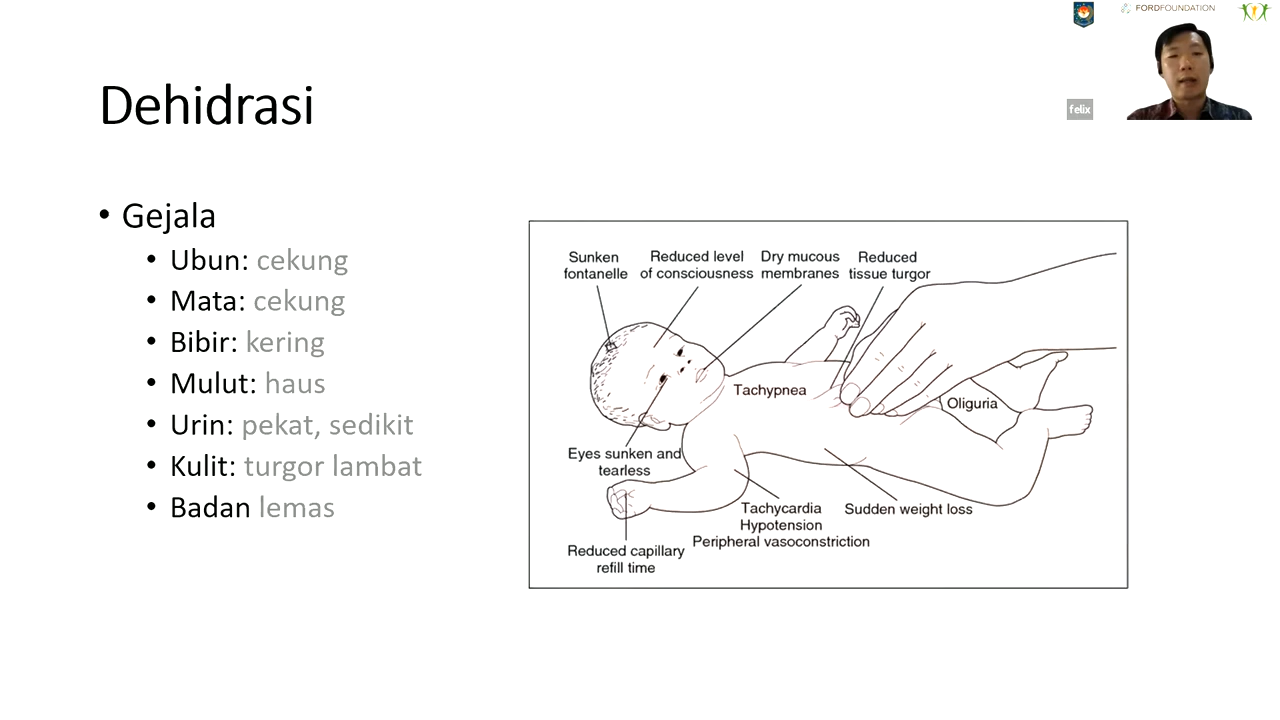 FORDFOUNDATION
felix
Dehidrasi
• Gejala
• Ubun: cekung
• Mata: cekung
• Bibir: kering
• Mulut: haus
• Urin: pekat, sedikit
• Kulit: turgor lambat
• Badan lemas
Sunken
fontanelle
Reduced level
of consciousness
Dry mucous
membranes
Reduced
tissue turgor
Tachypnea
Oliguria
Eyes sunken and
tearless
Tachycardia
Hypotension
Peripheral vasoconstriction
Sudden weight loss
Reduced capillary
refill time